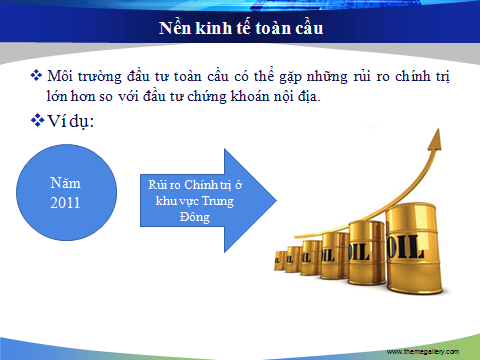 Nền kinh tế toàn cầu
❖ Môi trường đầu tư toàn cầu có thể gặp những rủi ro chính trị
lớn hơn so với đầu tư chứng khoán nội địa.
❖ Ví dụ:
Năm
2011
Rủi ro Chính trị ở
khu vực Trung
Đông
OIL
OIL
OIL
www.themegallery.com